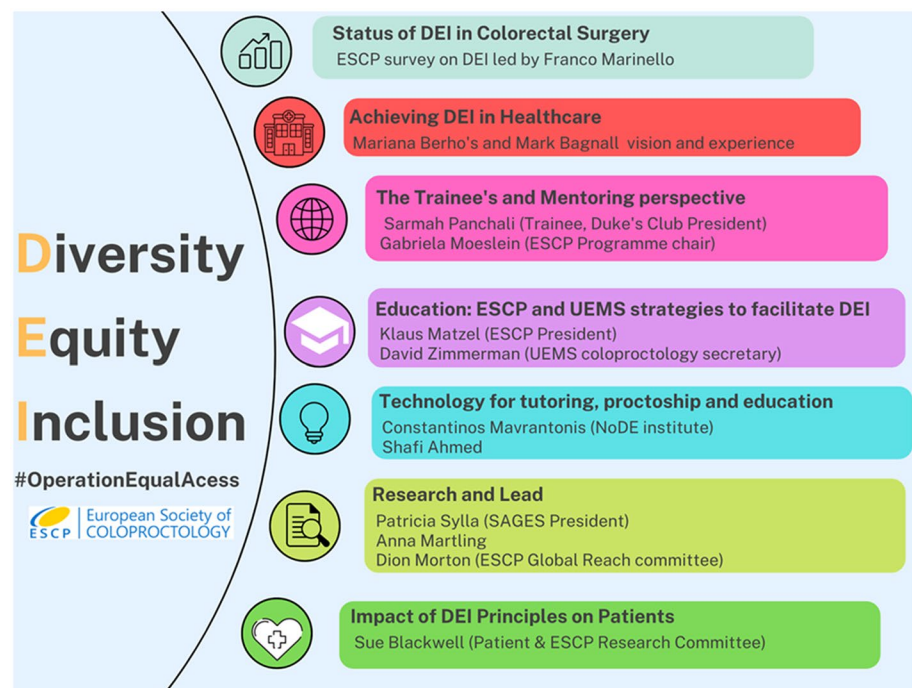 Diversity
Equity
Inclusion
#OperationEqualAcess
ESCP
European Society of
COLOPROCTOLOGY
Status of DEI in Colorectal Surgery
ESCP survey on DEI led by Franco Marinello
Achieving DEI in Healthcare
Mariana Berho's and Mark Bagnall vision and experience
The Trainee's and Mentoring perspective
Sarmah Panchali (Trainee, Duke's Club President)
Gabriela Moeslein (ESCP Programme chair)
Education: ESCP and UEMS strategies to facilitate DEI
Klaus Matzel (ESCP President)
David Zimmerman (UEMS coloproctology secretary)
Technology for tutoring, proctoship and education
Constantinos Mavrantonis (NoDE institute)
Shafi Ahmed
Research and Lead
Patricia Sylla (SAGES President)
Anna Martling
Dion Morton (ESCP Global Reach committee)
Impact of DEI Principles on Patients
Sue Blackwell (Patient & ESCP Research Committee)